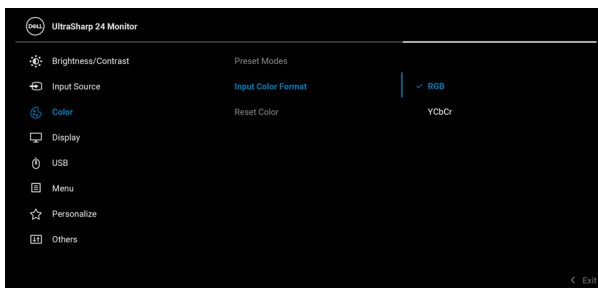 DELL UltraSharp 24 Monitor
Brightness/Contrast Preset Modes
Input Source Input Color Format ✓ RGB
Color Reset Color YCbCr
Display
USB
Menu
Personalize
Others
< Exit